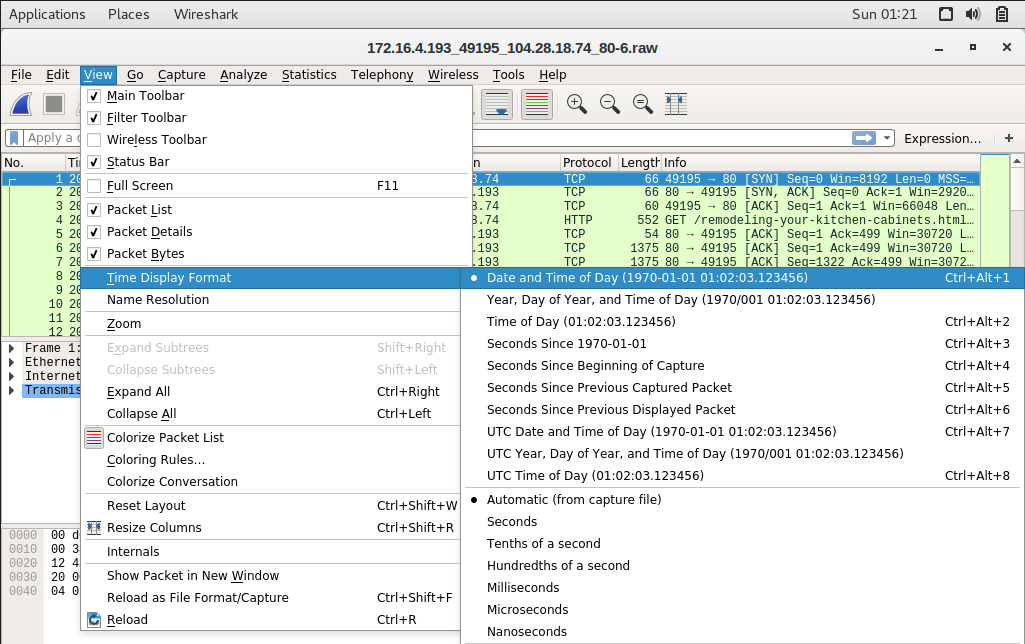 Applications Places Wireshark Sun 01:21
172.16.4.193_49195_104.28.18.74_80-6.raw
File Edit View Go Capture Analyze Statistics Telephony Wireless Tools Help
Apply a Expression… +
No. Protocol Length Info
1 20 3.74 TCP 66 49195 → 80 [SYN] Seq=0 Win=8192 Len=0 MSS=…
2 20 .193 TCP 66 80 → 49195 [SYN, ACK] Seq=0 Ack=1 Win=2920…
3 20 3.74 TCP 60 49195 → 80 [ACK] Seq=1 Ack=1 Win=66048 Len…
4 20 3.74 HTTP 552 GET /remodeling-your-kitchen-cabinets.html…
5 20 .193 TCP 54 80 → 49195 [ACK] Seq=1 Ack=499 Win=30720 L…
6 20 .193 TCP 1375 80 → 49195 [ACK] Seq=1 Ack=499 Win=30720 L…
7 20 .193 TCP 1375 80 → 49195 [ACK] Seq=1322 Ack=499 Win=3072…
8 20
9 20
10 20
11 20
12 20
Frame 1:
Ethernet
Internet
Transmis
0000 00 d
0010 00 3
0020 12 4
0030 20 0
0040 04 0
Main Toolbar
Filter Toolbar
Wireless Toolbar
Status Bar
Full Screen F11
Packet List
Packet Details
Packet Bytes
Time Display Format
Name Resolution
Zoom
Expand Subtrees Shift+Right
Collapse Subtrees Shift+Left
Expand All Ctrl+Right
Collapse All Ctrl+Left
Colorize Packet List
Coloring Rules…
Colorize Conversation
Reset Layout Ctrl+Shift+W
Resize Columns Ctrl+Shift+R
Internals
Show Packet in New Window
Reload as File Format/Capture Ctrl+Shift+F
Reload Ctrl+R
Date and Time of Day (1970-01-01 01:02:03.123456) Ctrl+Alt+1
Year, Day of Year, and Time of Day (1970/001 01:02:03.123456)
Time of Day (01:02:03.123456) Ctrl+Alt+2
Seconds Since 1970-01-01 Ctrl+Alt+3
Seconds Since Beginning of Capture Ctrl+Alt+4
Seconds Since Previous Captured Packet Ctrl+Alt+5
Seconds Since Previous Displayed Packet Ctrl+Alt+6
UTC Date and Time of Day (1970-01-01 01:02:03.123456) Ctrl+Alt+7
UTC Year, Day of Year, and Time of Day (1970/001 01:02:03.123456)
UTC Time of Day (01:02:03.123456) Ctrl+Alt+8
Automatic (from capture file)
Seconds
Tenths of a second
Hundredths of a second
Milliseconds
Microseconds
Nanoseconds